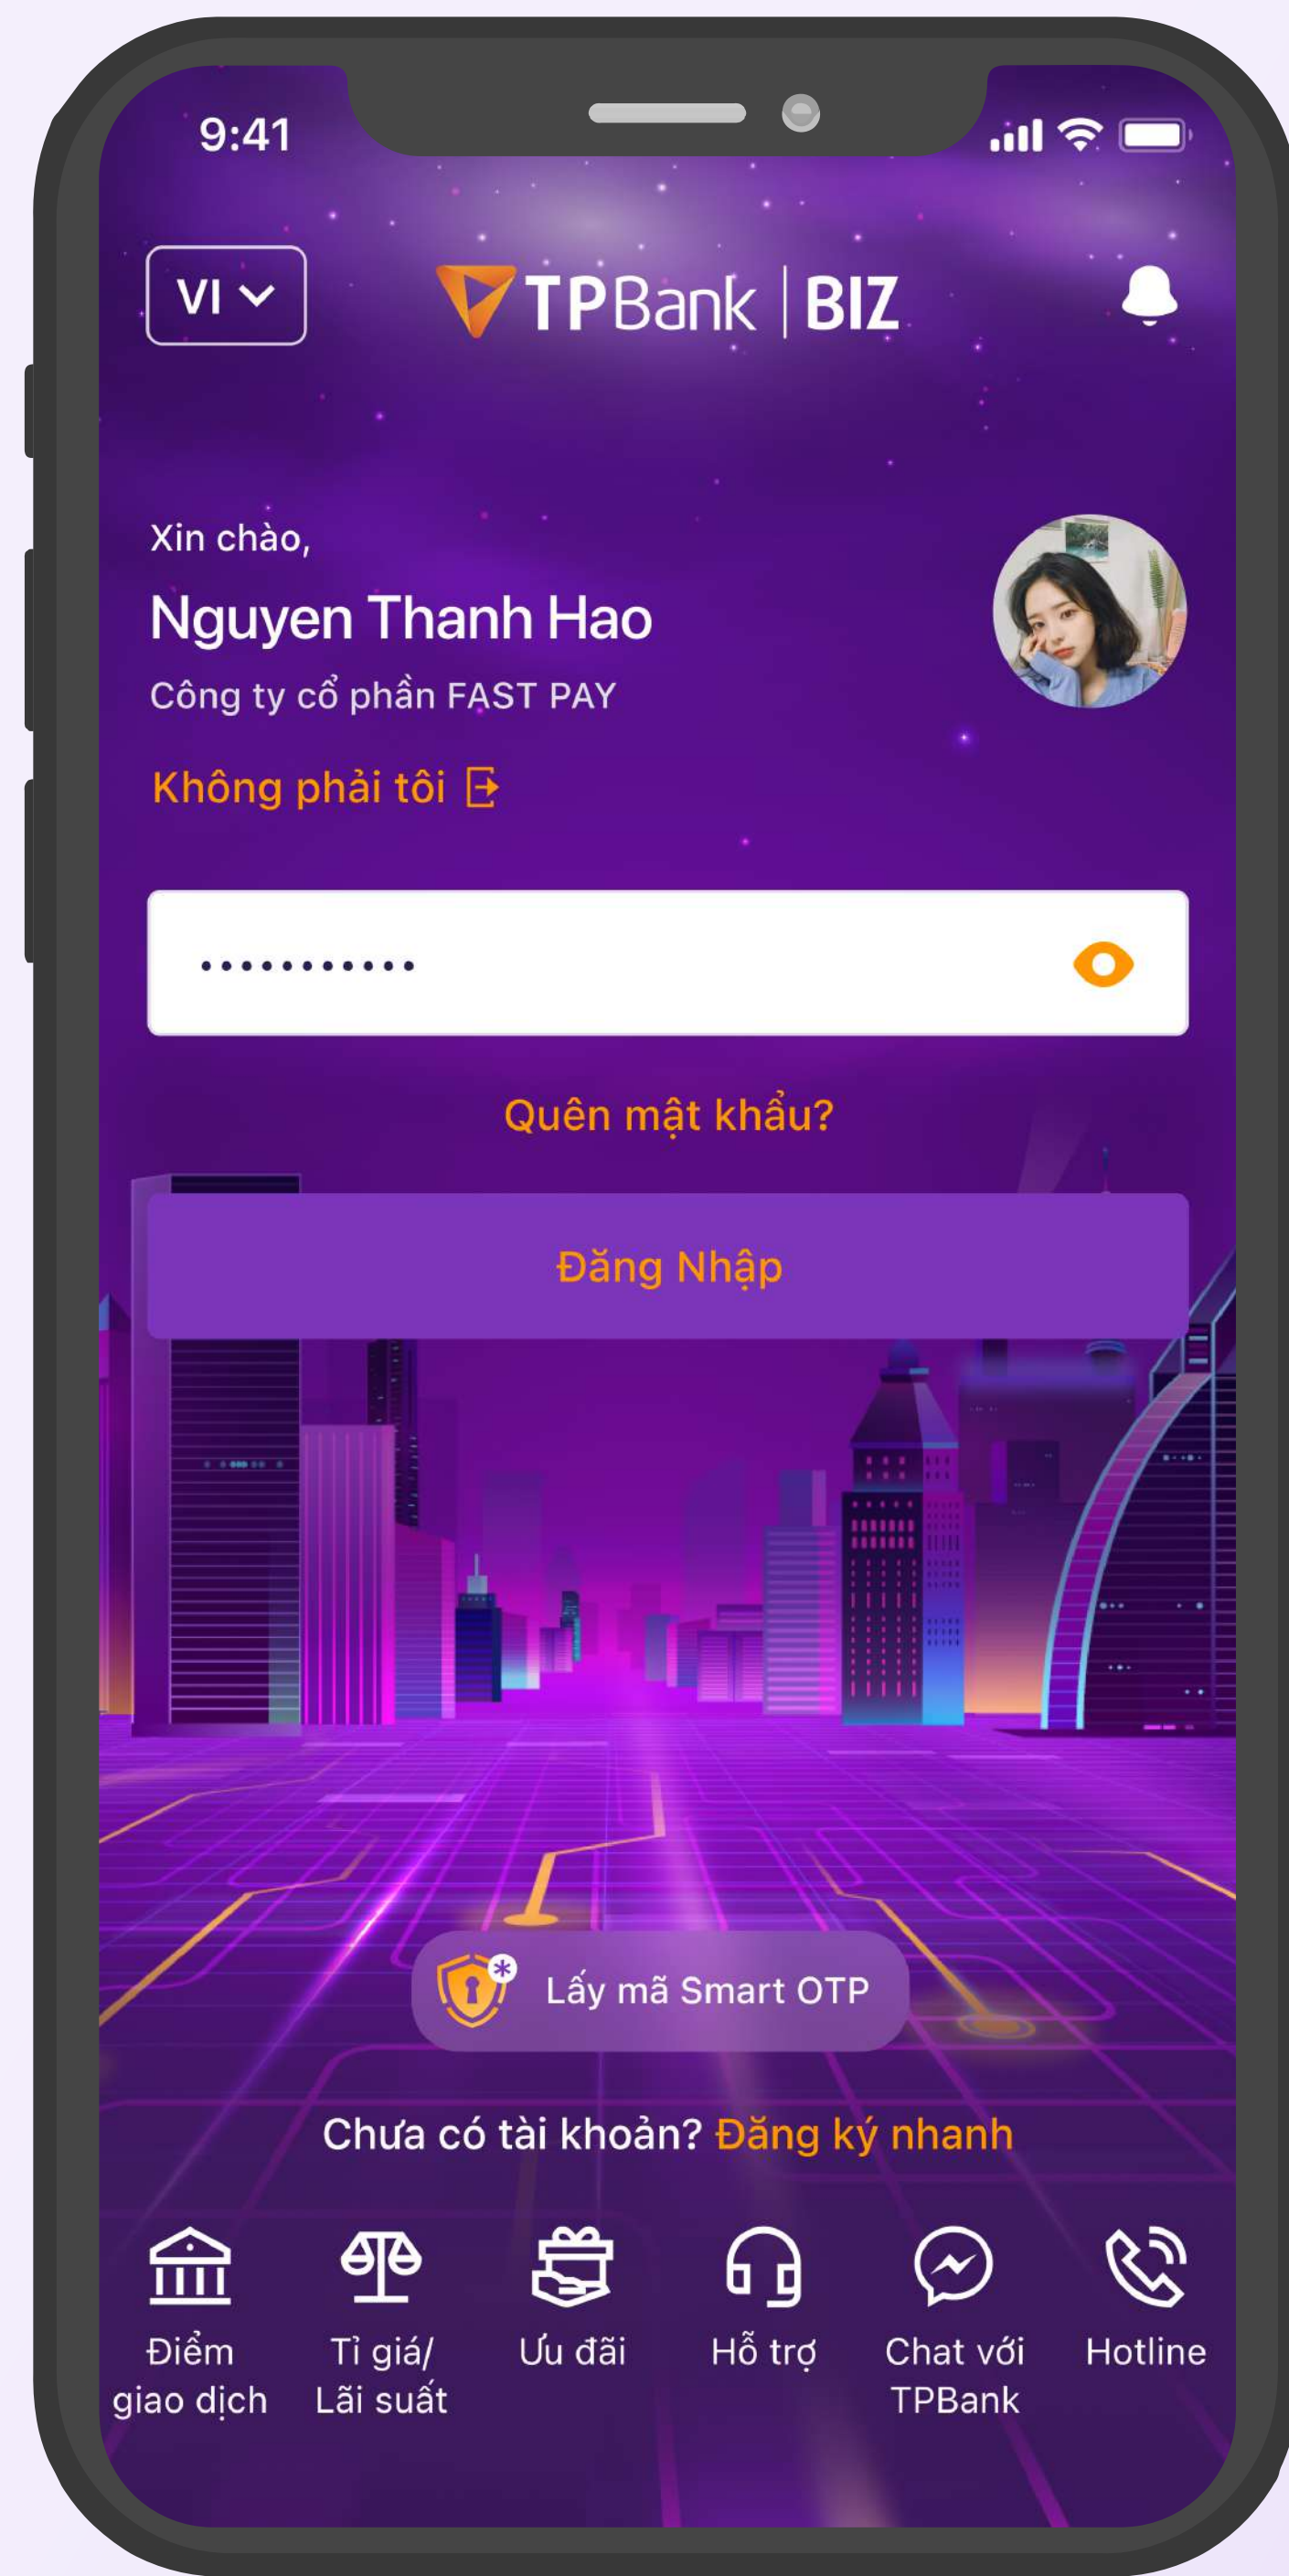 9:41
VI
TPBank | BIZ
Xin chào,
Nguyen Thanh Hao
Công ty cổ phần FAST PAY
Không phải tôi
Quên mật khẩu?
Đăng Nhập
Lấy mã Smart OTP
Chưa có tài khoản? Đăng ký nhanh
Điểm giao dịch
Tỉ giá/ Lãi suất
Ưu đãi
Hỗ trợ
Chat với TPBank
Hotline